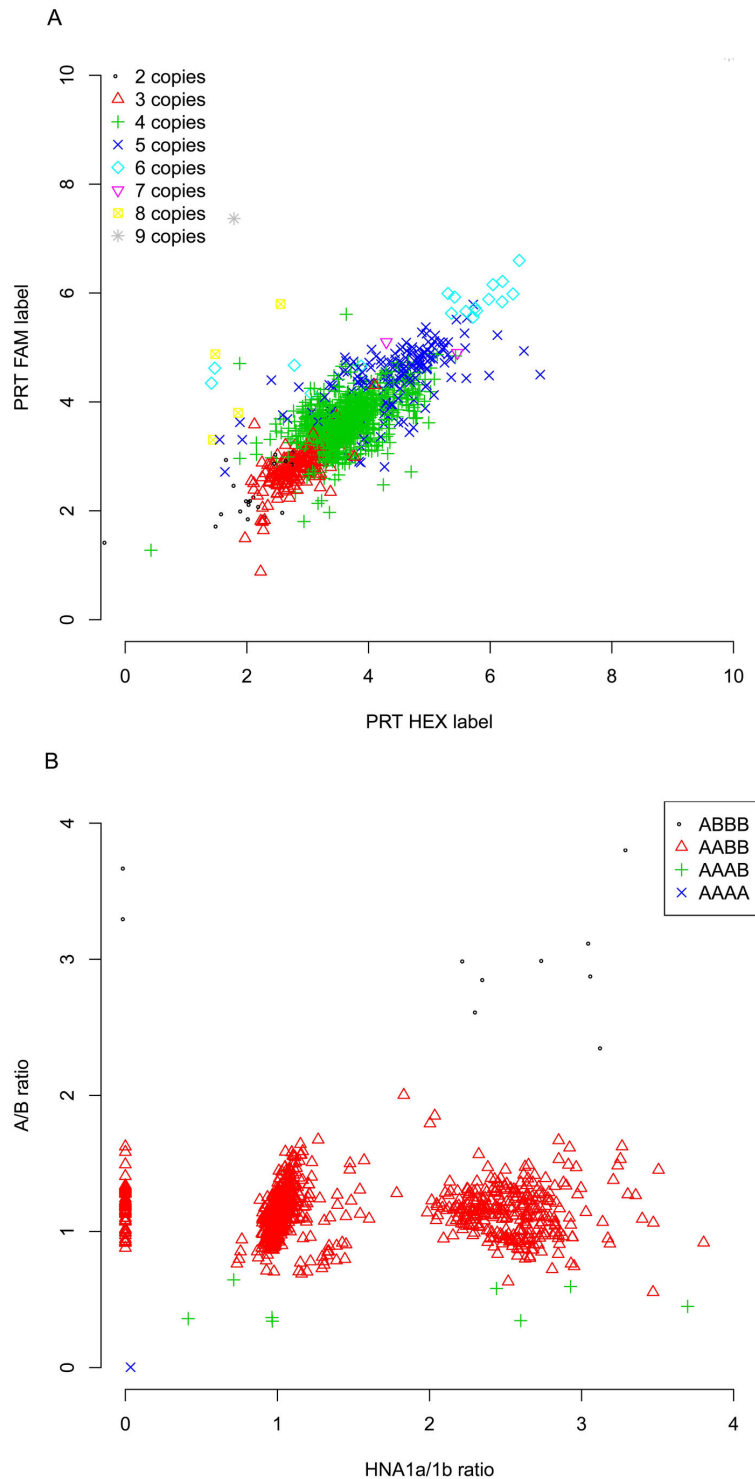 A
10
8
6
4
2
0
PRT FAM label
2 copies
3 copies
4 copies
5 copies
6 copies
7 copies
8 copies
9 copies
0 2 4 6 8 10
PRT HEX label
B
4
3
2
1
0
A/B ratio
ABBB
AABB
AAAB
AAAA
0 1 2 3 4
HNA1a/1b ratio